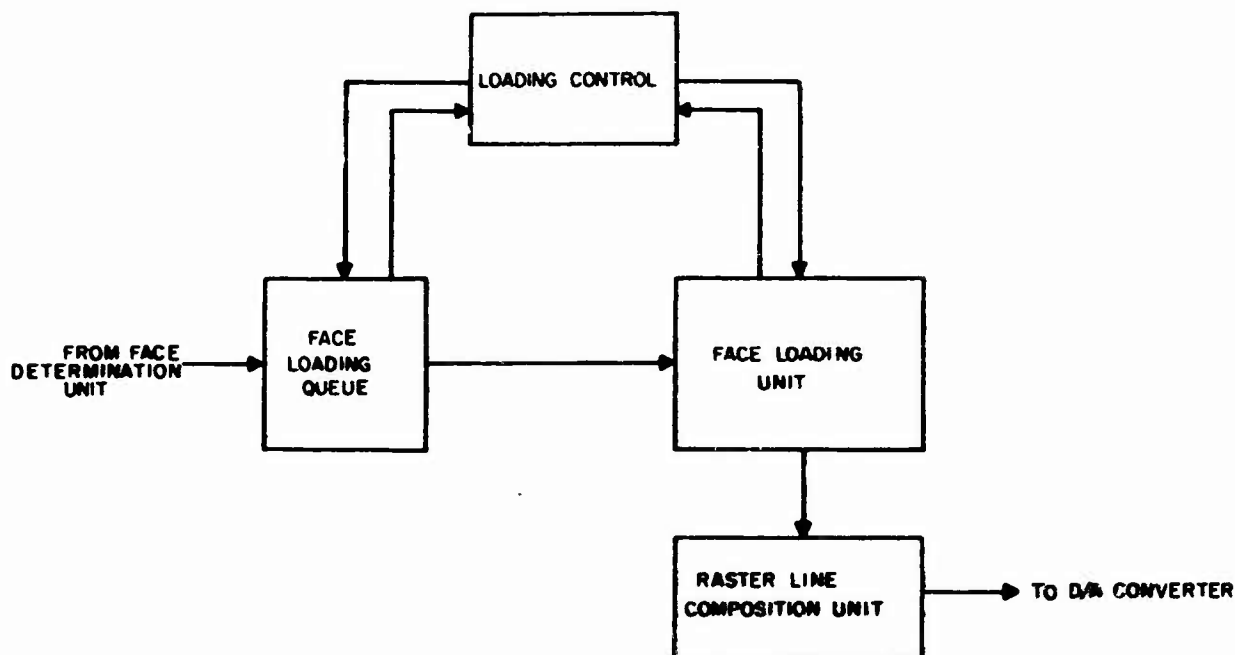 LOADING CONTROL
FACE
LOADING
QUEUE
FROM FACE
DETERMINATION
UNIT
FACE LOADING
UNIT
RASTER LINE
COMPOSITION UNIT
TO D/A CONVERTER